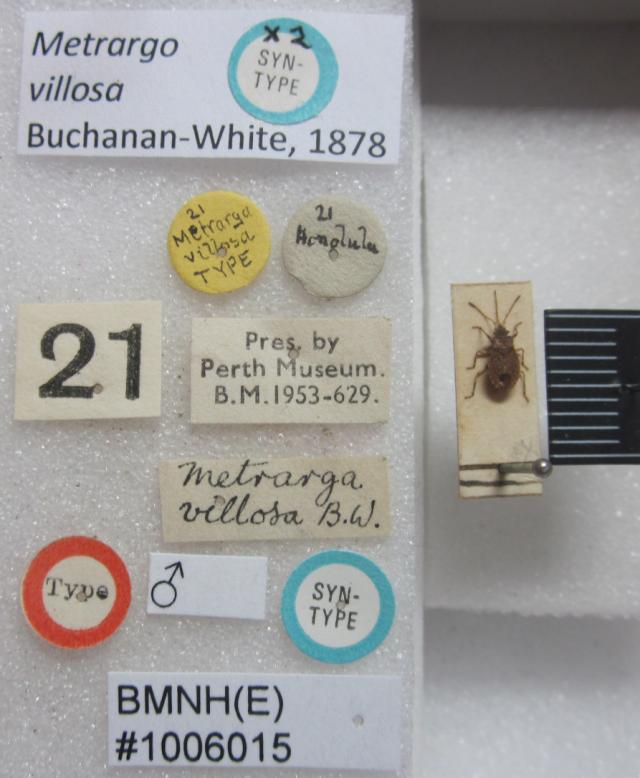 Metrargo
villosa
Buchanan-White, 1878
x2
SYN-
TYPE
21
Metrarga
villosa
TYPE
21
Honolulu
21
Pres. by
Perth Museum.
B.M.1953-629.
Metrarga
villosa B.W.
Type
♂
SYN-
TYPE
BMNH(E)
#1006015